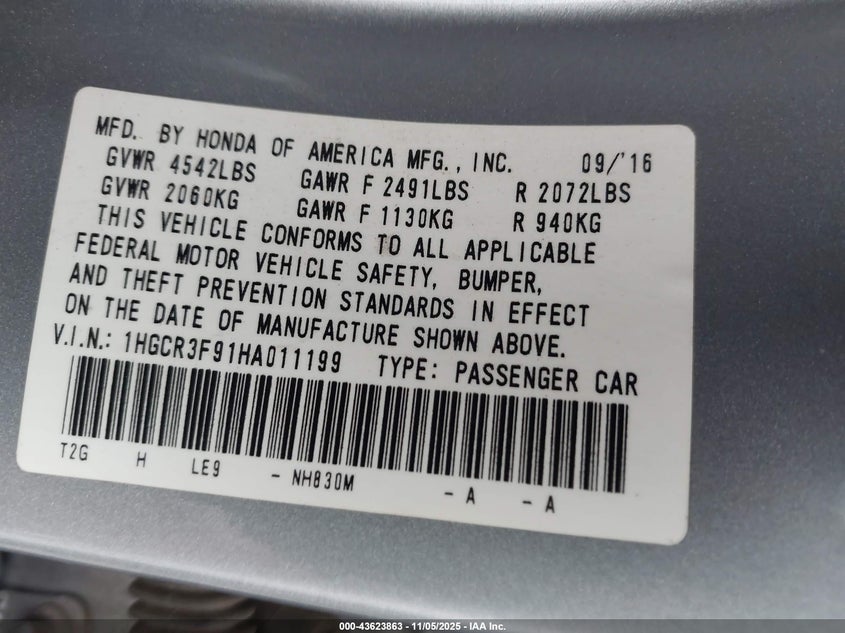 MFD. BY HONDA OF AMERICA MFG., INC. 09/'16
GVWR 4542LBS GAWR F 2491LBS R 2072LBS
GVWR 2060KG GAWR F 1130KG R 940KG
THIS VEHICLE CONFORMS TO ALL APPLICABLE
FEDERAL MOTOR VEHICLE SAFETY, BUMPER,
AND THEFT PREVENTION STANDARDS IN EFFECT
ON THE DATE OF MANUFACTURE SHOWN ABOVE.
V.I.N.: 1HGCR3F91HA011199 TYPE: PASSENGER CAR
T2G H LE9 - NH830M - A - A
000-43623863 - 11/05/2025 - IAA Inc.